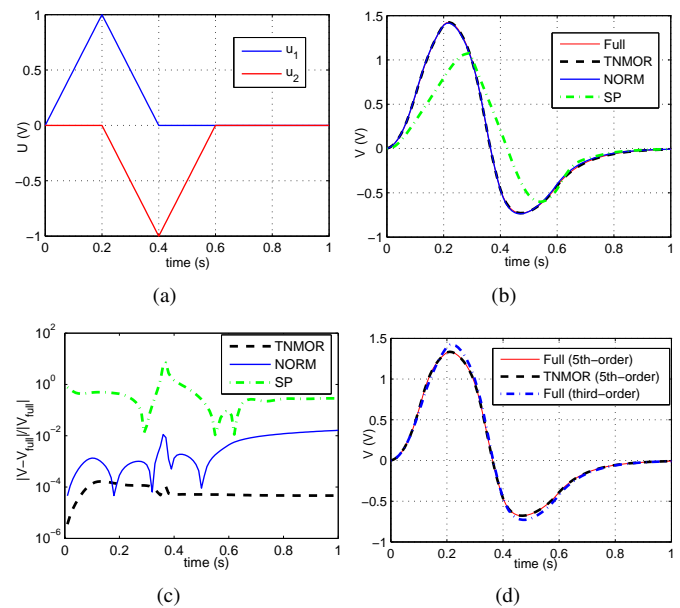 1
0.5
0
−0.5
−1
U (V)
0 0.2 0.4 0.6 0.8 1
time (s)
u1
u2
(a)
1.5
1
0.5
0
−0.5
−1
V (V)
0 0.2 0.4 0.6 0.8 1
time (s)
Full
TNMOR
NORM
SP
(b)
10^2
10^0
10^−2
10^−4
10^−6
|V−Vfull|/|Vfull|
0 0.2 0.4 0.6 0.8 1
time (s)
TNMOR
NORM
SP
(c)
1.5
1
0.5
0
−0.5
−1
V (V)
0 0.2 0.4 0.6 0.8 1
time (s)
Full (5th−order)
TNMOR (5th−order)
Full (third−order)
(d)